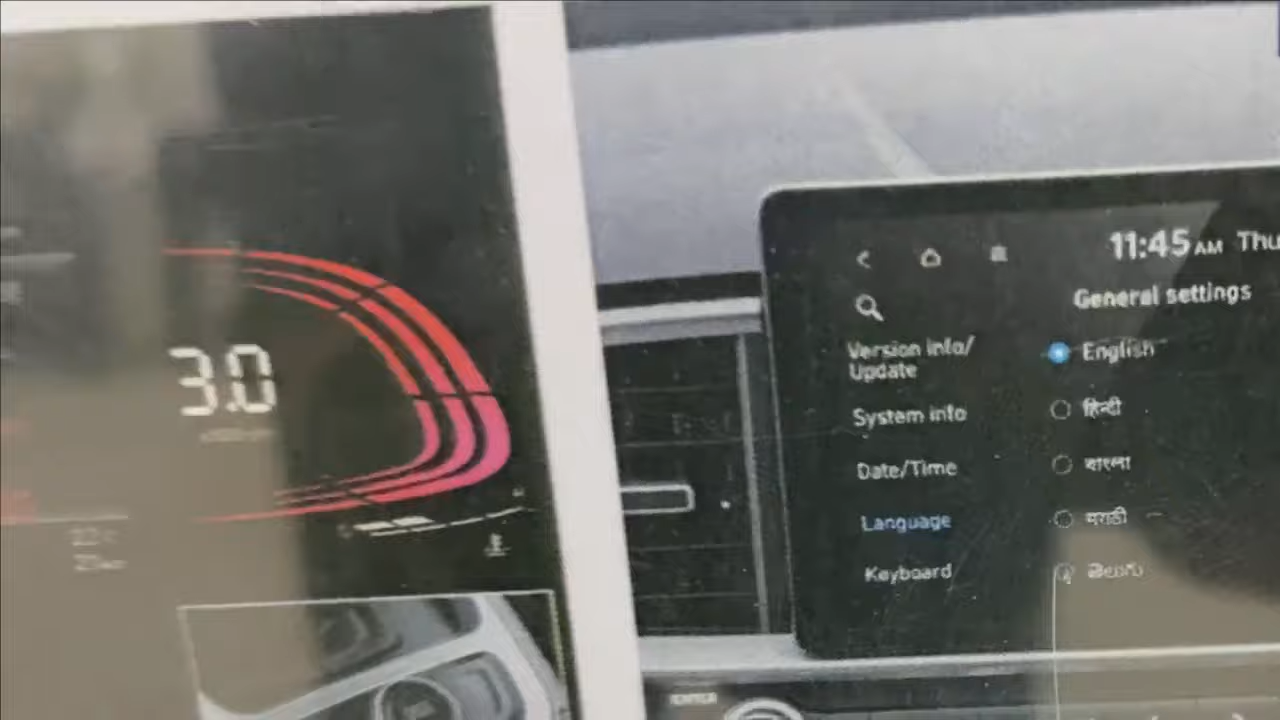 3.0
11:45 AM Thu
General settings
Version info/
Update
English
System info
हिन्दी
Date/Time
बাংলা
Language
मराठी
Keyboard
తెలుగు